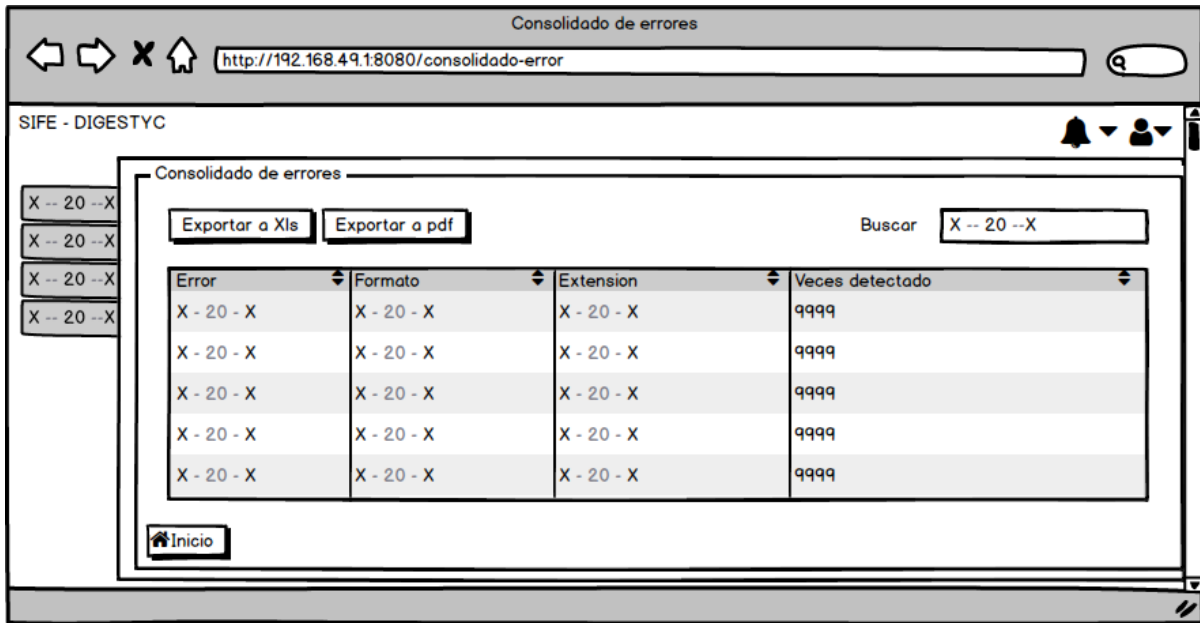 Consolidado de errores
http://192.168.49.1:8080/consolidado-error
SIFE - DIGESTYC
Consolidado de errores
X -- 20 --X
X -- 20 --X
X -- 20 --X
X -- 20 --X
Exportar a Xls Exportar a pdf Buscar X -- 20 --X
Error Formato Extension Veces detectado
X - 20 - X X - 20 - X X - 20 - X 9999
X - 20 - X X - 20 - X X - 20 - X 9999
X - 20 - X X - 20 - X X - 20 - X 9999
X - 20 - X X - 20 - X X - 20 - X 9999
X - 20 - X X - 20 - X X - 20 - X 9999
Inicio